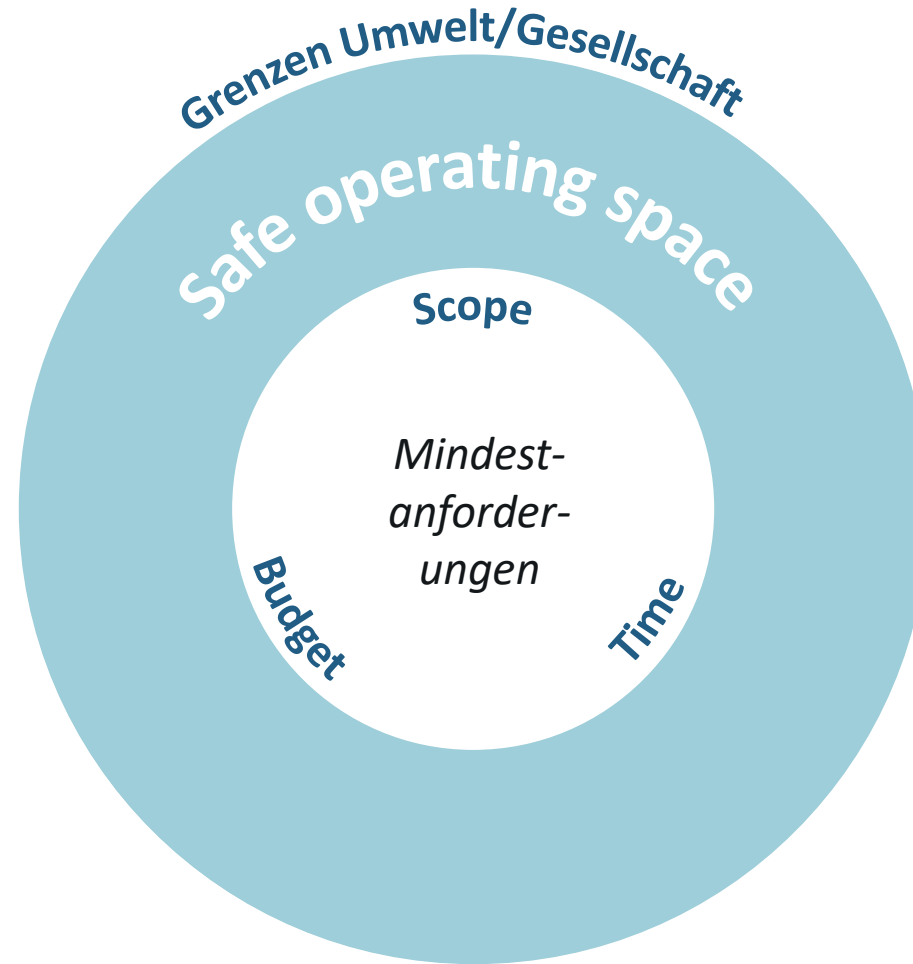 Grenzen Umwelt/Gesellschaft
Safe operating space
Scope
Mindest-
anforder-
ungen
Budget
Time